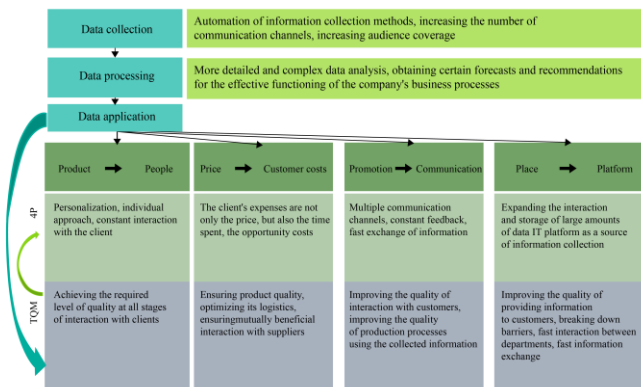 Data collection
Automation of information collection methods, increasing the number of
communication channels, increasing audience coverage
Data processing
More detailed and complex data analysis, obtaining certain forecasts and recommendations
for the effective functioning of the company's business processes
Data application
Product People
Price Customer costs
Promotion Communication
Place Platform
4P
Personalization, individual
approach, constant interaction
with the client
The client's expenses are not
only the price, but also the time
spent, the opportunity costs
Multiple communication
channels, constant feedback,
fast exchange of information
Expanding the interaction
and storage of large amounts
of data IT platform as a source
of information collection
TQM
Achieving the required
level of quality at all stages
of interaction with clients
Ensuring product quality,
optimizing its logistics,
ensuringmutually beneficial
interaction with suppliers
Improving the quality of
interaction with customers,
improving the quality
of production processes
using the collected information
Improving the quality of
providing information
to customers, breaking down
barriers, fast interaction between
departments, fast information
exchange